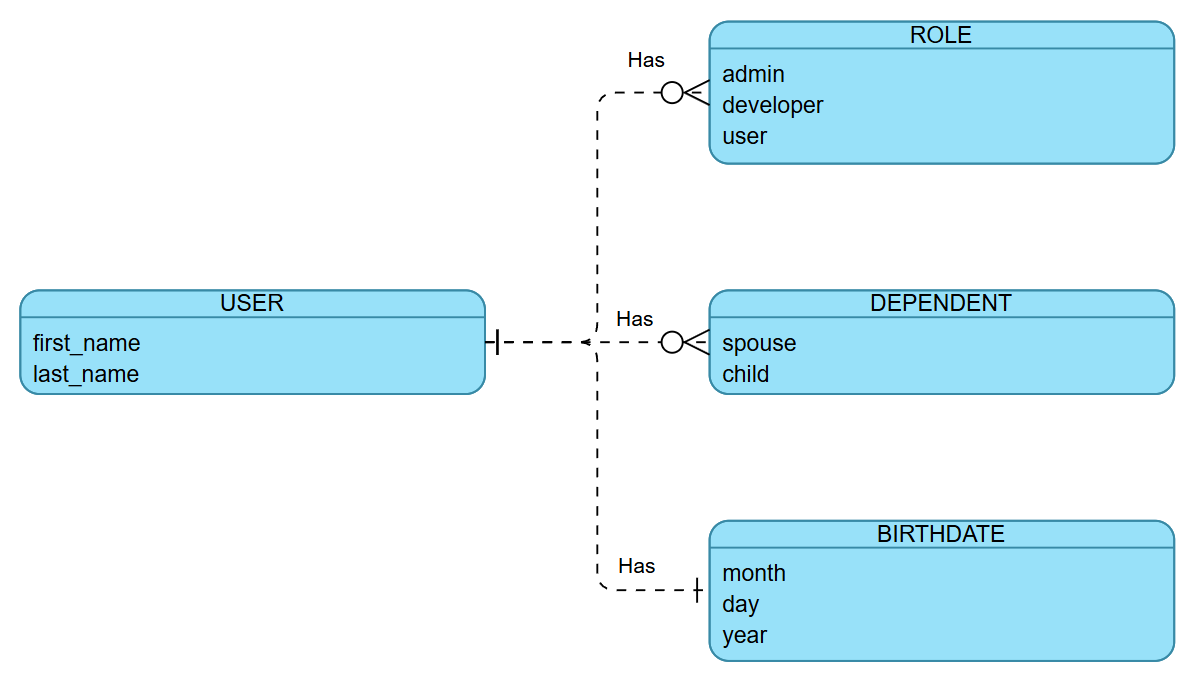 Has
ROLE
admin
developer
user
USER
first_name
last_name
Has
DEPENDENT
spouse
child
Has
BIRTHDATE
month
day
year